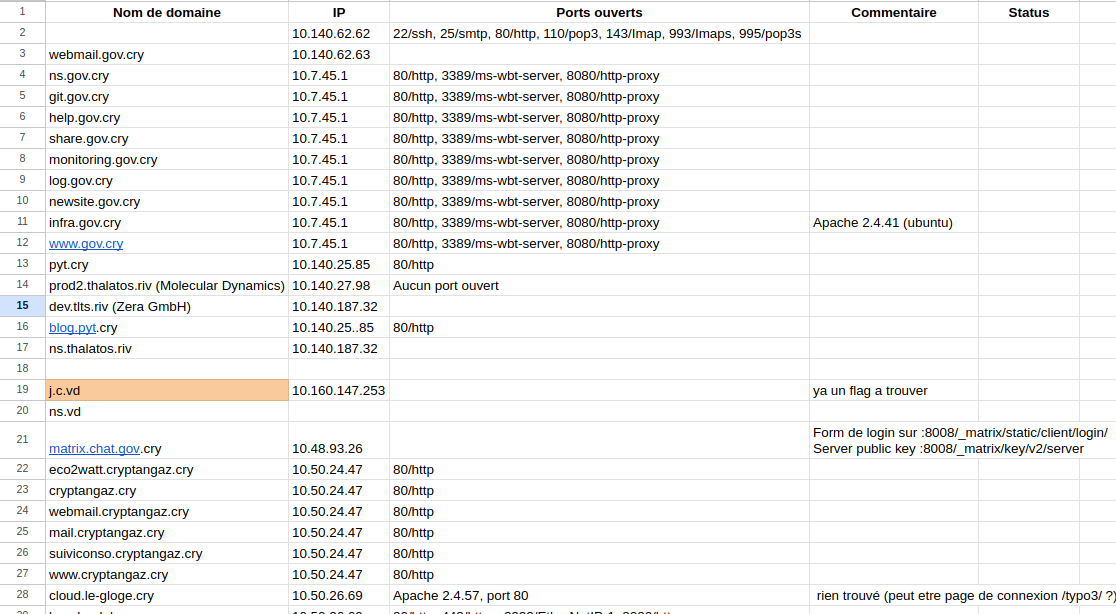 1 Nom de domaine IP Ports ouverts Commentaire Status
2 10.140.62.62 22/ssh, 25/smtp, 80/http, 110/pop3, 143/Imap, 993/Imaps, 995/pop3s
3 webmail.gov.cry 10.140.62.63
4 ns.gov.cry 10.7.45.1 80/http, 3389/ms-wbt-server, 8080/http-proxy
5 git.gov.cry 10.7.45.1 80/http, 3389/ms-wbt-server, 8080/http-proxy
6 help.gov.cry 10.7.45.1 80/http, 3389/ms-wbt-server, 8080/http-proxy
7 share.gov.cry 10.7.45.1 80/http, 3389/ms-wbt-server, 8080/http-proxy
8 monitoring.gov.cry 10.7.45.1 80/http, 3389/ms-wbt-server, 8080/http-proxy
9 log.gov.cry 10.7.45.1 80/http, 3389/ms-wbt-server, 8080/http-proxy
10 newsite.gov.cry 10.7.45.1 80/http, 3389/ms-wbt-server, 8080/http-proxy
11 infra.gov.cry 10.7.45.1 80/http, 3389/ms-wbt-server, 8080/http-proxy Apache 2.4.41 (ubuntu)
12 www.gov.cry 10.7.45.1 80/http, 3389/ms-wbt-server, 8080/http-proxy
13 pyt.cry 10.140.25.85 80/http
14 prod2.thalatos.riv (Molecular Dynamics) 10.140.27.98 Aucun port ouvert
15 dev.tlts.riv (Zera GmbH) 10.140.187.32
16 blog.pyt.cry 10.140.25..85 80/http
17 ns.thalatos.riv 10.140.187.32
18
19 j.c.vd 10.160.147.253 ya un flag a trouver
20 ns.vd
21 matrix.chat.gov.cry 10.48.93.26 Form de login sur :8008/_matrix/static/client/login/
Server public key :8008/_matrix/key/v2/server
22 eco2watt.cryptangaz.cry 10.50.24.47 80/http
23 cryptangaz.cry 10.50.24.47 80/http
24 webmail.cryptangaz.cry 10.50.24.47 80/http
25 mail.cryptangaz.cry 10.50.24.47 80/http
26 suiviconso.cryptangaz.cry 10.50.24.47 80/http
27 www.cryptangaz.cry 10.50.24.47 80/http
28 cloud.le-gloge.cry 10.50.26.69 Apache 2.4.57, port 80 rien trouvé (peut etre page de connexion /typo3/ ?)